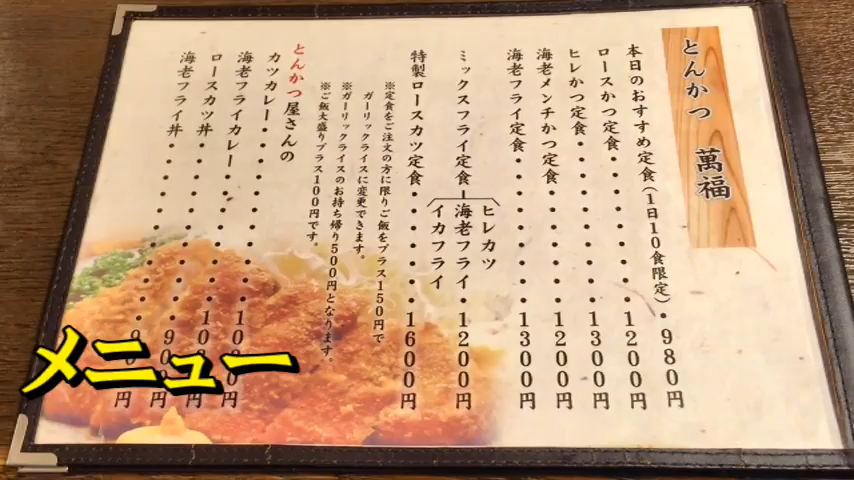 とんかつ 萬福
本日のおすすめ定食(1日10食限定)・980円
ロースかつ定食・・・・・・・・・1200円
ヒレかつ定食・・・・・・・・・・1300円
海老メンチかつ定食・・・・・・・1200円
海老フライ定食・・・・・・・・・1300円
ミックスフライ定食 ヒレカツ
海老フライ・1200円
イカフライ
特製ロースカツ定食・・・・・・1600円
※定食をご注文の方に限りご飯をプラス150円で
ガーリックライスに変更できます。
※ガーリックライスのお持ち帰り500円となります。
※ご飯大盛りプラス100円です。
とんかつ屋さんの
カツカレー
海老フライカレー
ロースカツ丼
海老フライ丼
メニュー